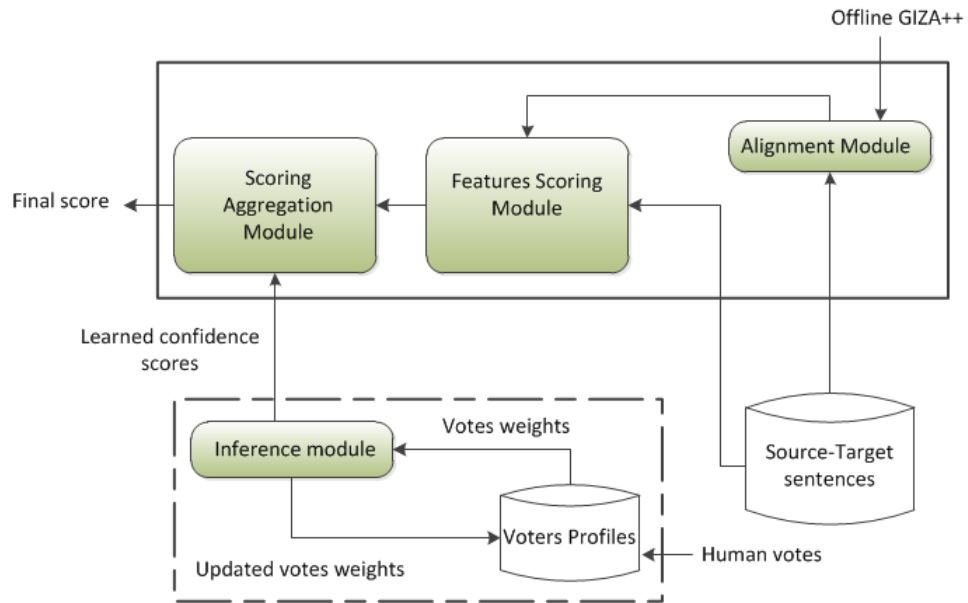 Offline GIZA++
Alignment Module
Scoring
Aggregation
Module
Features Scoring
Module
Final score
Learned confidence
scores
Inference module
Votes weights
Source-Target
sentences
Voters Profiles
Human votes
Updated votes weights